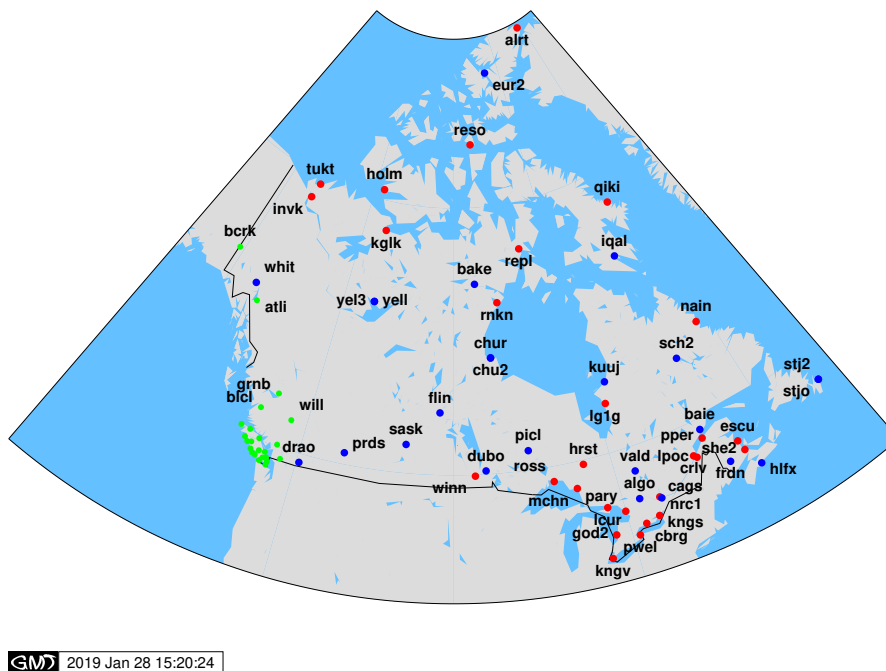 alrt
eur2
reso
tukt
holm
qiki
invk
bcrk
kglk
iqal
repl
whit
bake
yel3 yell
atli
rnkn
nain
chur
sch2
stj2
chu2
kuuj
grnb
stjo
blcl
flin
will
lg1g
baie
escu
sask
picl
pper
she2
prds
drao
dubo
ross
hrst
vald
lpoc
crlv
frdn
hlfx
winn
algo
cags
mchn
pary
nrc1
lcur
kngs
god2
cbrg
pwel
kngv
GMT 2019 Jan 28 15:20:24